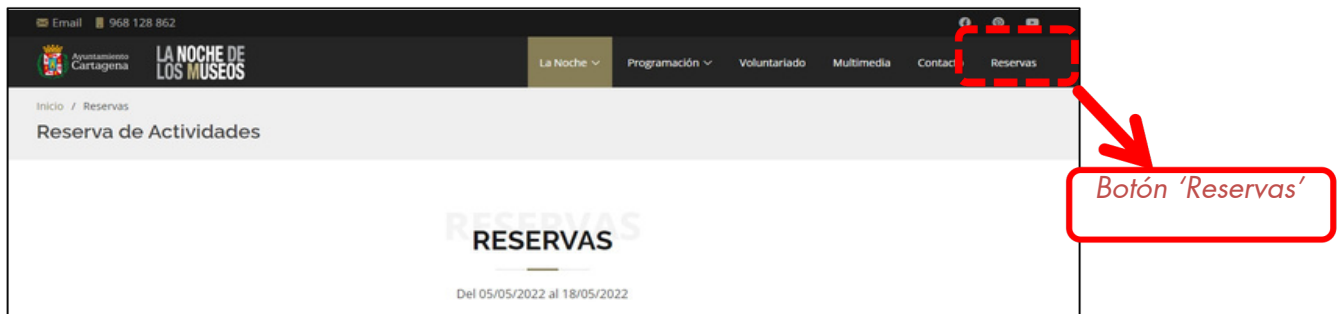 Email 968 128 862
Ayuntamiento
Cartagena
LA NOCHE DE
LOS MUSEOS
La Noche Programación Voluntariado Multimedia Contacto Reservas
Inicio / Reservas
Reserva de Actividades
Botón ‘Reservas’
RESERVAS
RESERVAS
Del 05/05/2022 al 18/05/2022